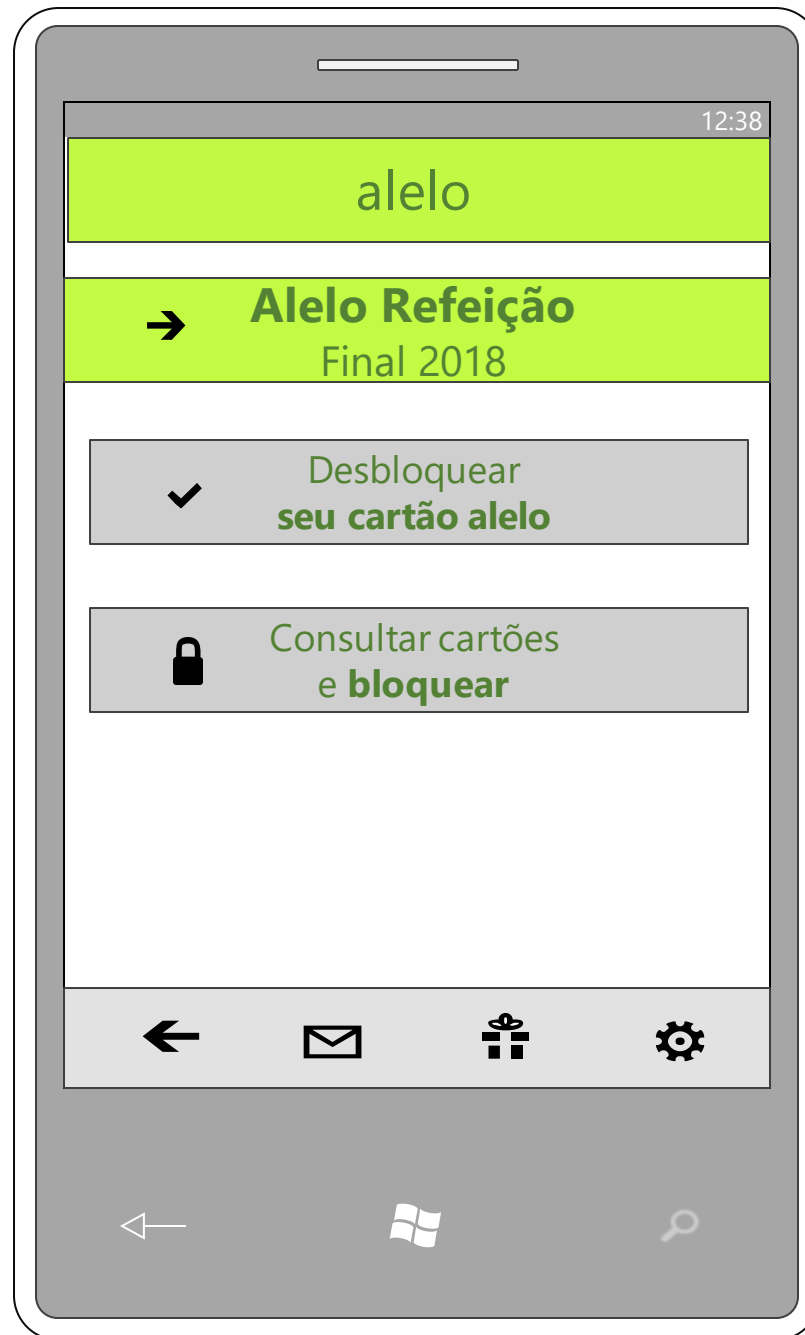 12:38
alelo
Alelo Refeição
Final 2018
Desbloquear
seu cartão alelo
Consultar cartões
e bloquear